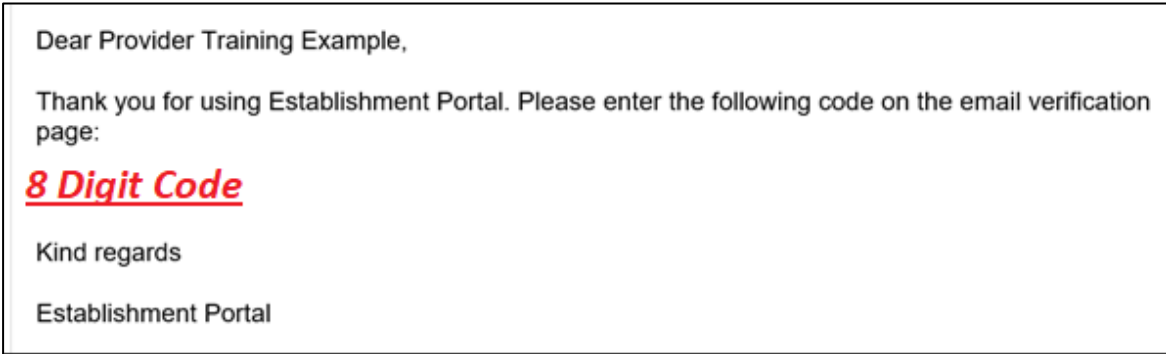 Dear Provider Training Example,
Thank you for using Establishment Portal. Please enter the following code on the email verification
page:
8 Digit Code
Kind regards
Establishment Portal